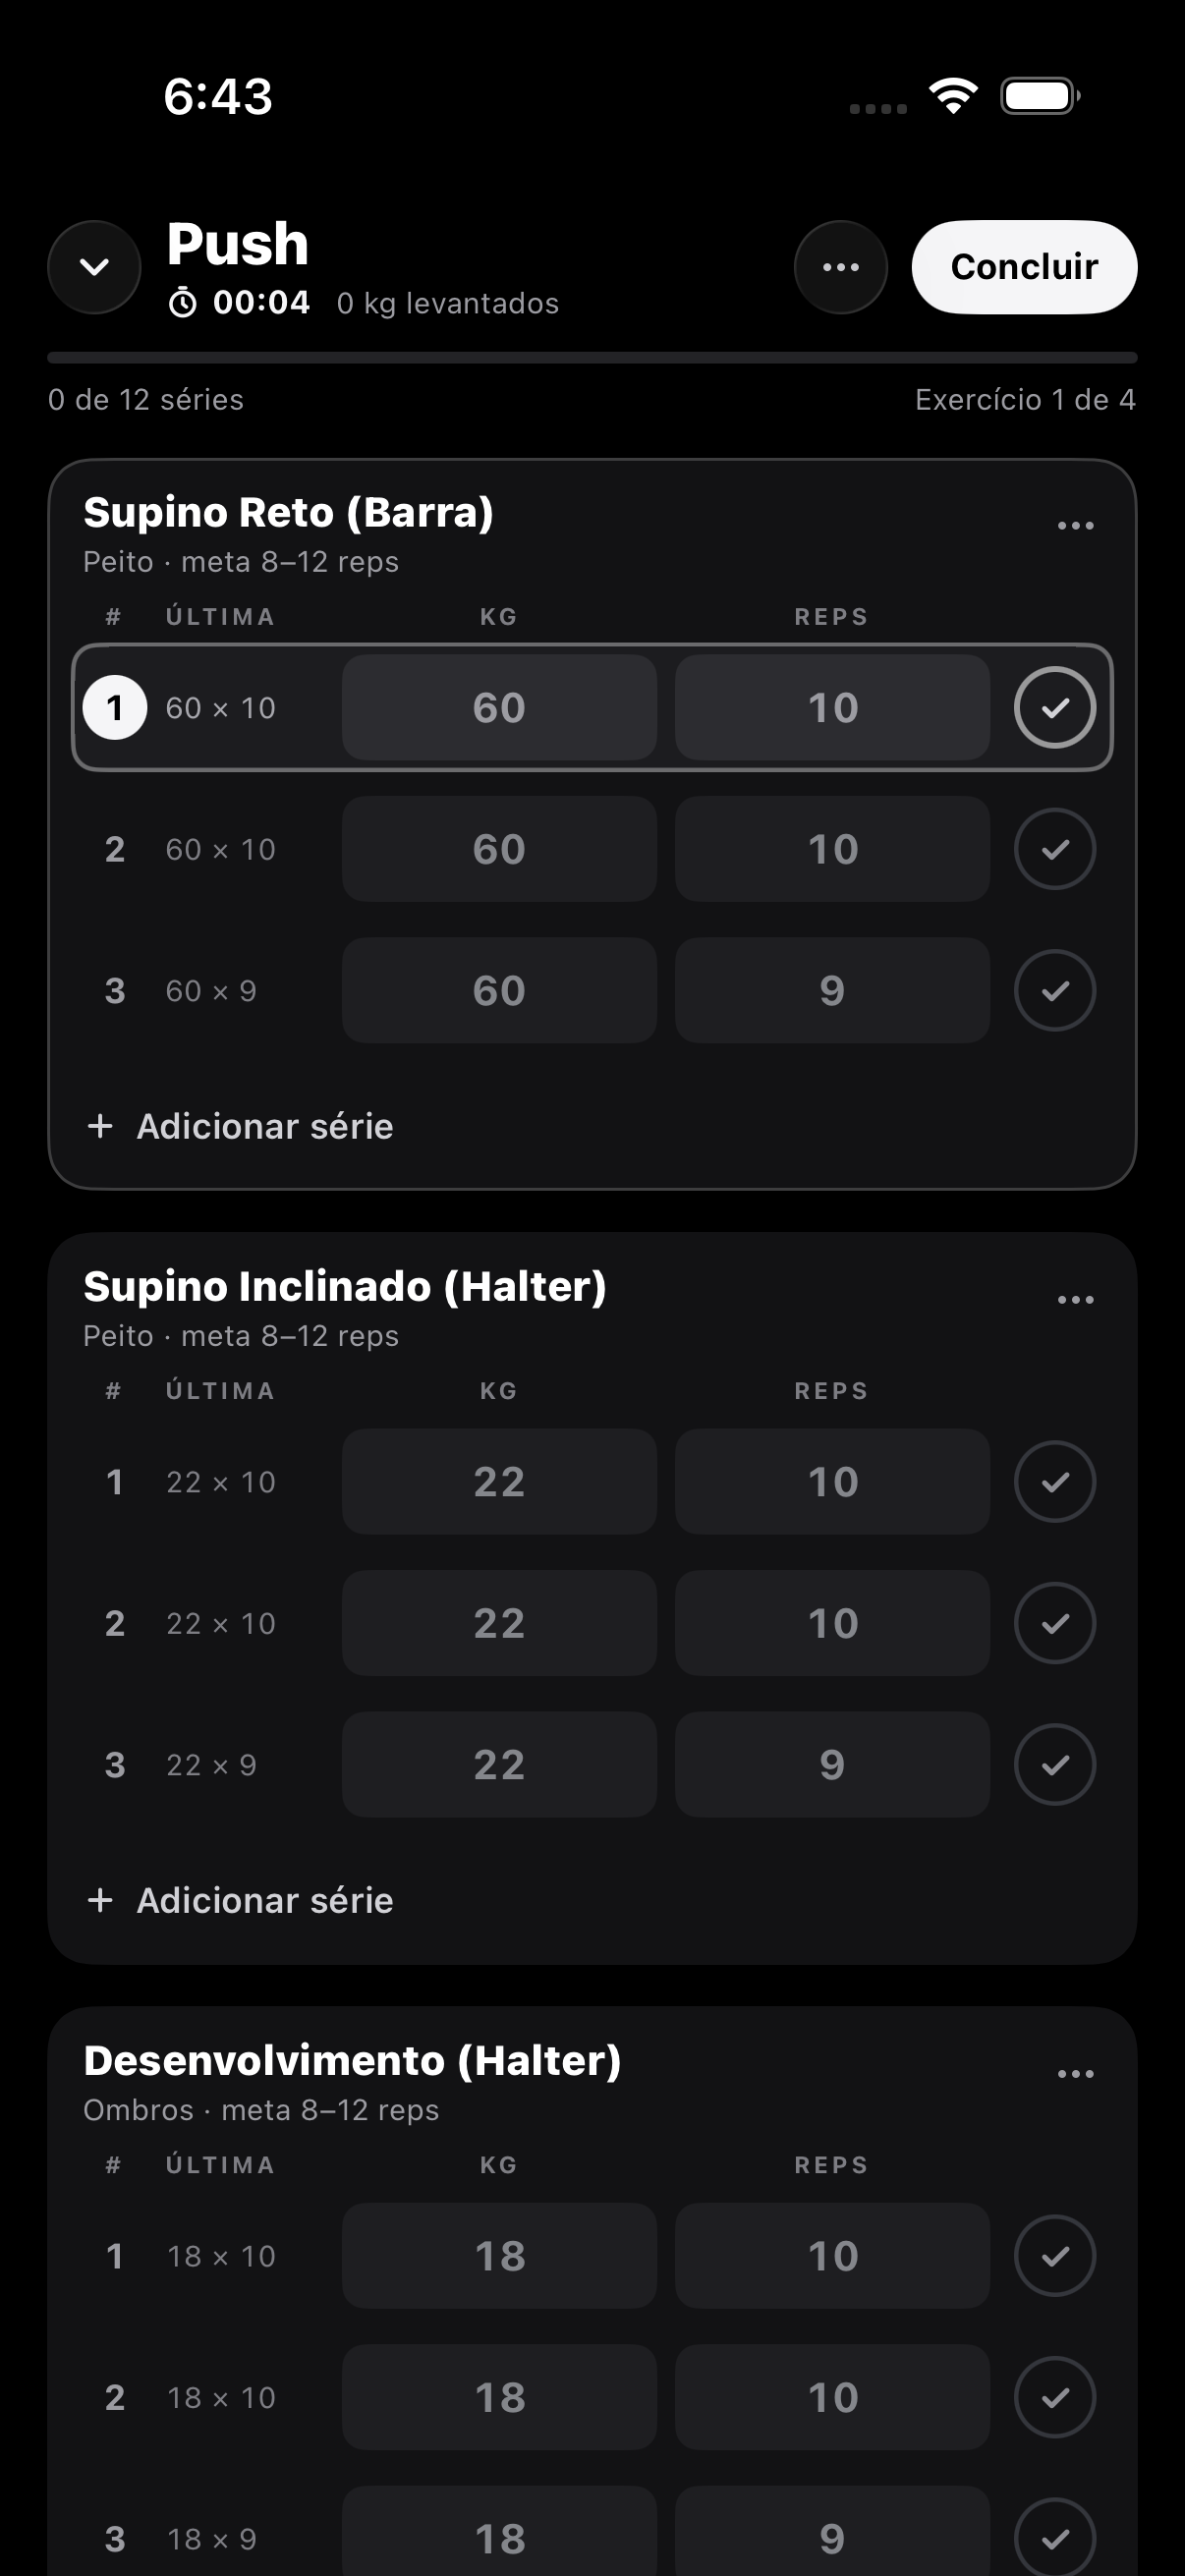 6:43
Push
00:04 0 kg levantados
Concluir
0 de 12 séries Exercício 1 de 4
Supino Reto (Barra)
Peito · meta 8–12 reps
# ÚLTIMA KG REPS
1 60 × 10 60 10
2 60 × 10 60 10
3 60 × 9 60 9
+ Adicionar série
Supino Inclinado (Halter)
Peito · meta 8–12 reps
# ÚLTIMA KG REPS
1 22 × 10 22 10
2 22 × 10 22 10
3 22 × 9 22 9
+ Adicionar série
Desenvolvimento (Halter)
Ombros · meta 8–12 reps
# ÚLTIMA KG REPS
1 18 × 10 18 10
2 18 × 10 18 10
3 18 × 9 18 9